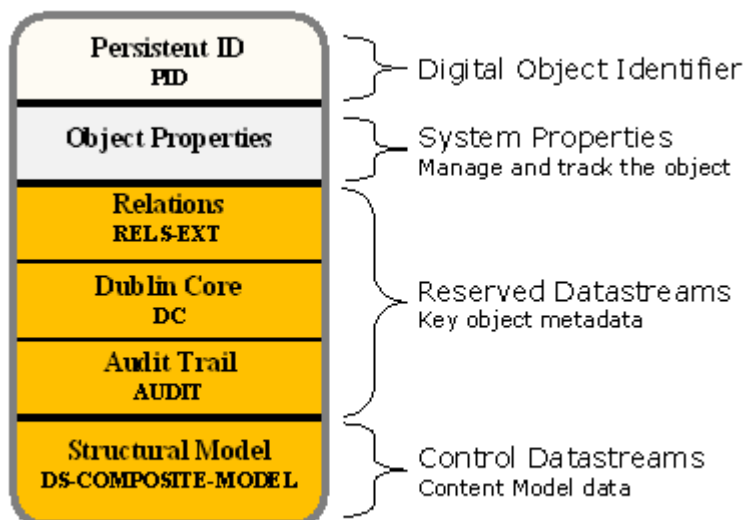 Persistent ID
PID
Digital Object Identifier
Object Properties
System Properties
Manage and track the object
Relations
RELS-EXT
Dublin Core
DC
Reserved Datastreams
Key object metadata
Audit Trail
AUDIT
Structural Model
DS-COMPOSITE-MODEL
Control Datastreams
Content Model data